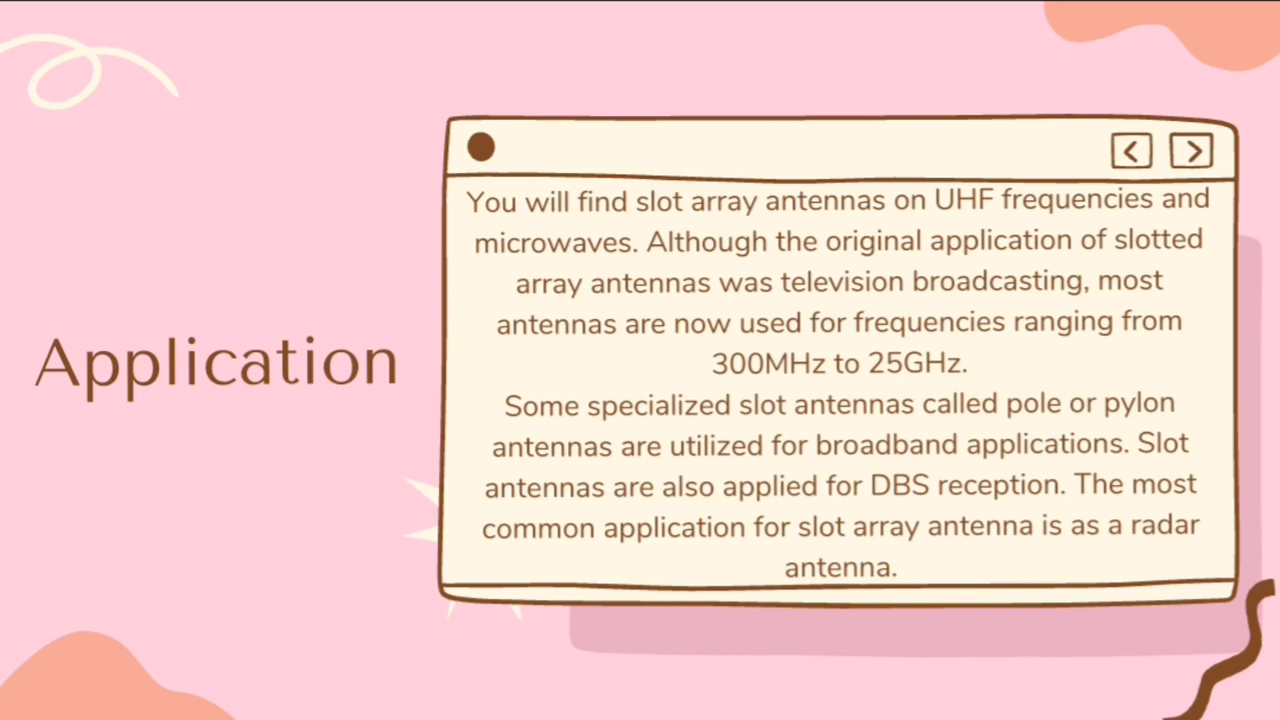 Application
You will find slot array antennas on UHF frequencies and
microwaves. Although the original application of slotted
array antennas was television broadcasting, most
antennas are now used for frequencies ranging from
300MHz to 25GHz.
Some specialized slot antennas called pole or pylon
antennas are utilized for broadband applications. Slot
antennas are also applied for DBS reception. The most
common application for slot array antenna is as a radar
antenna.